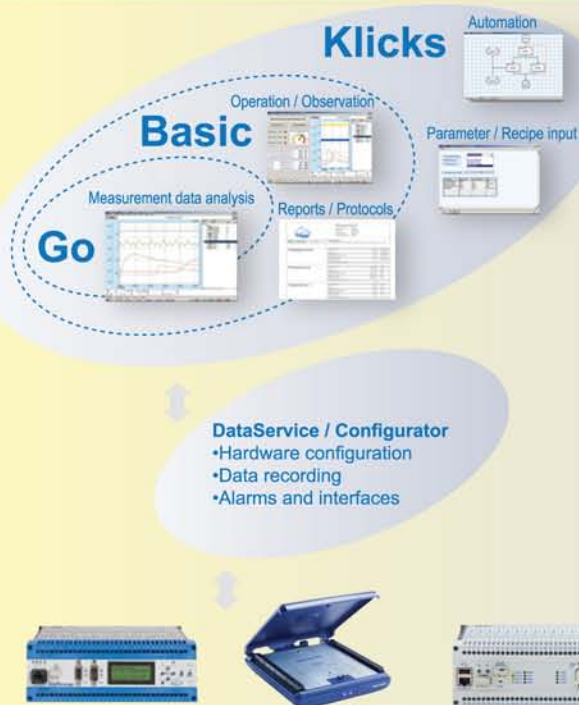 Automation
Klicks
Operation / Observation
Basic
Parameter / Recipe input
Measurement data analysis
Reports / Protocols
Go
DataService / Configurator
•Hardware configuration
•Data recording
•Alarms and interfaces